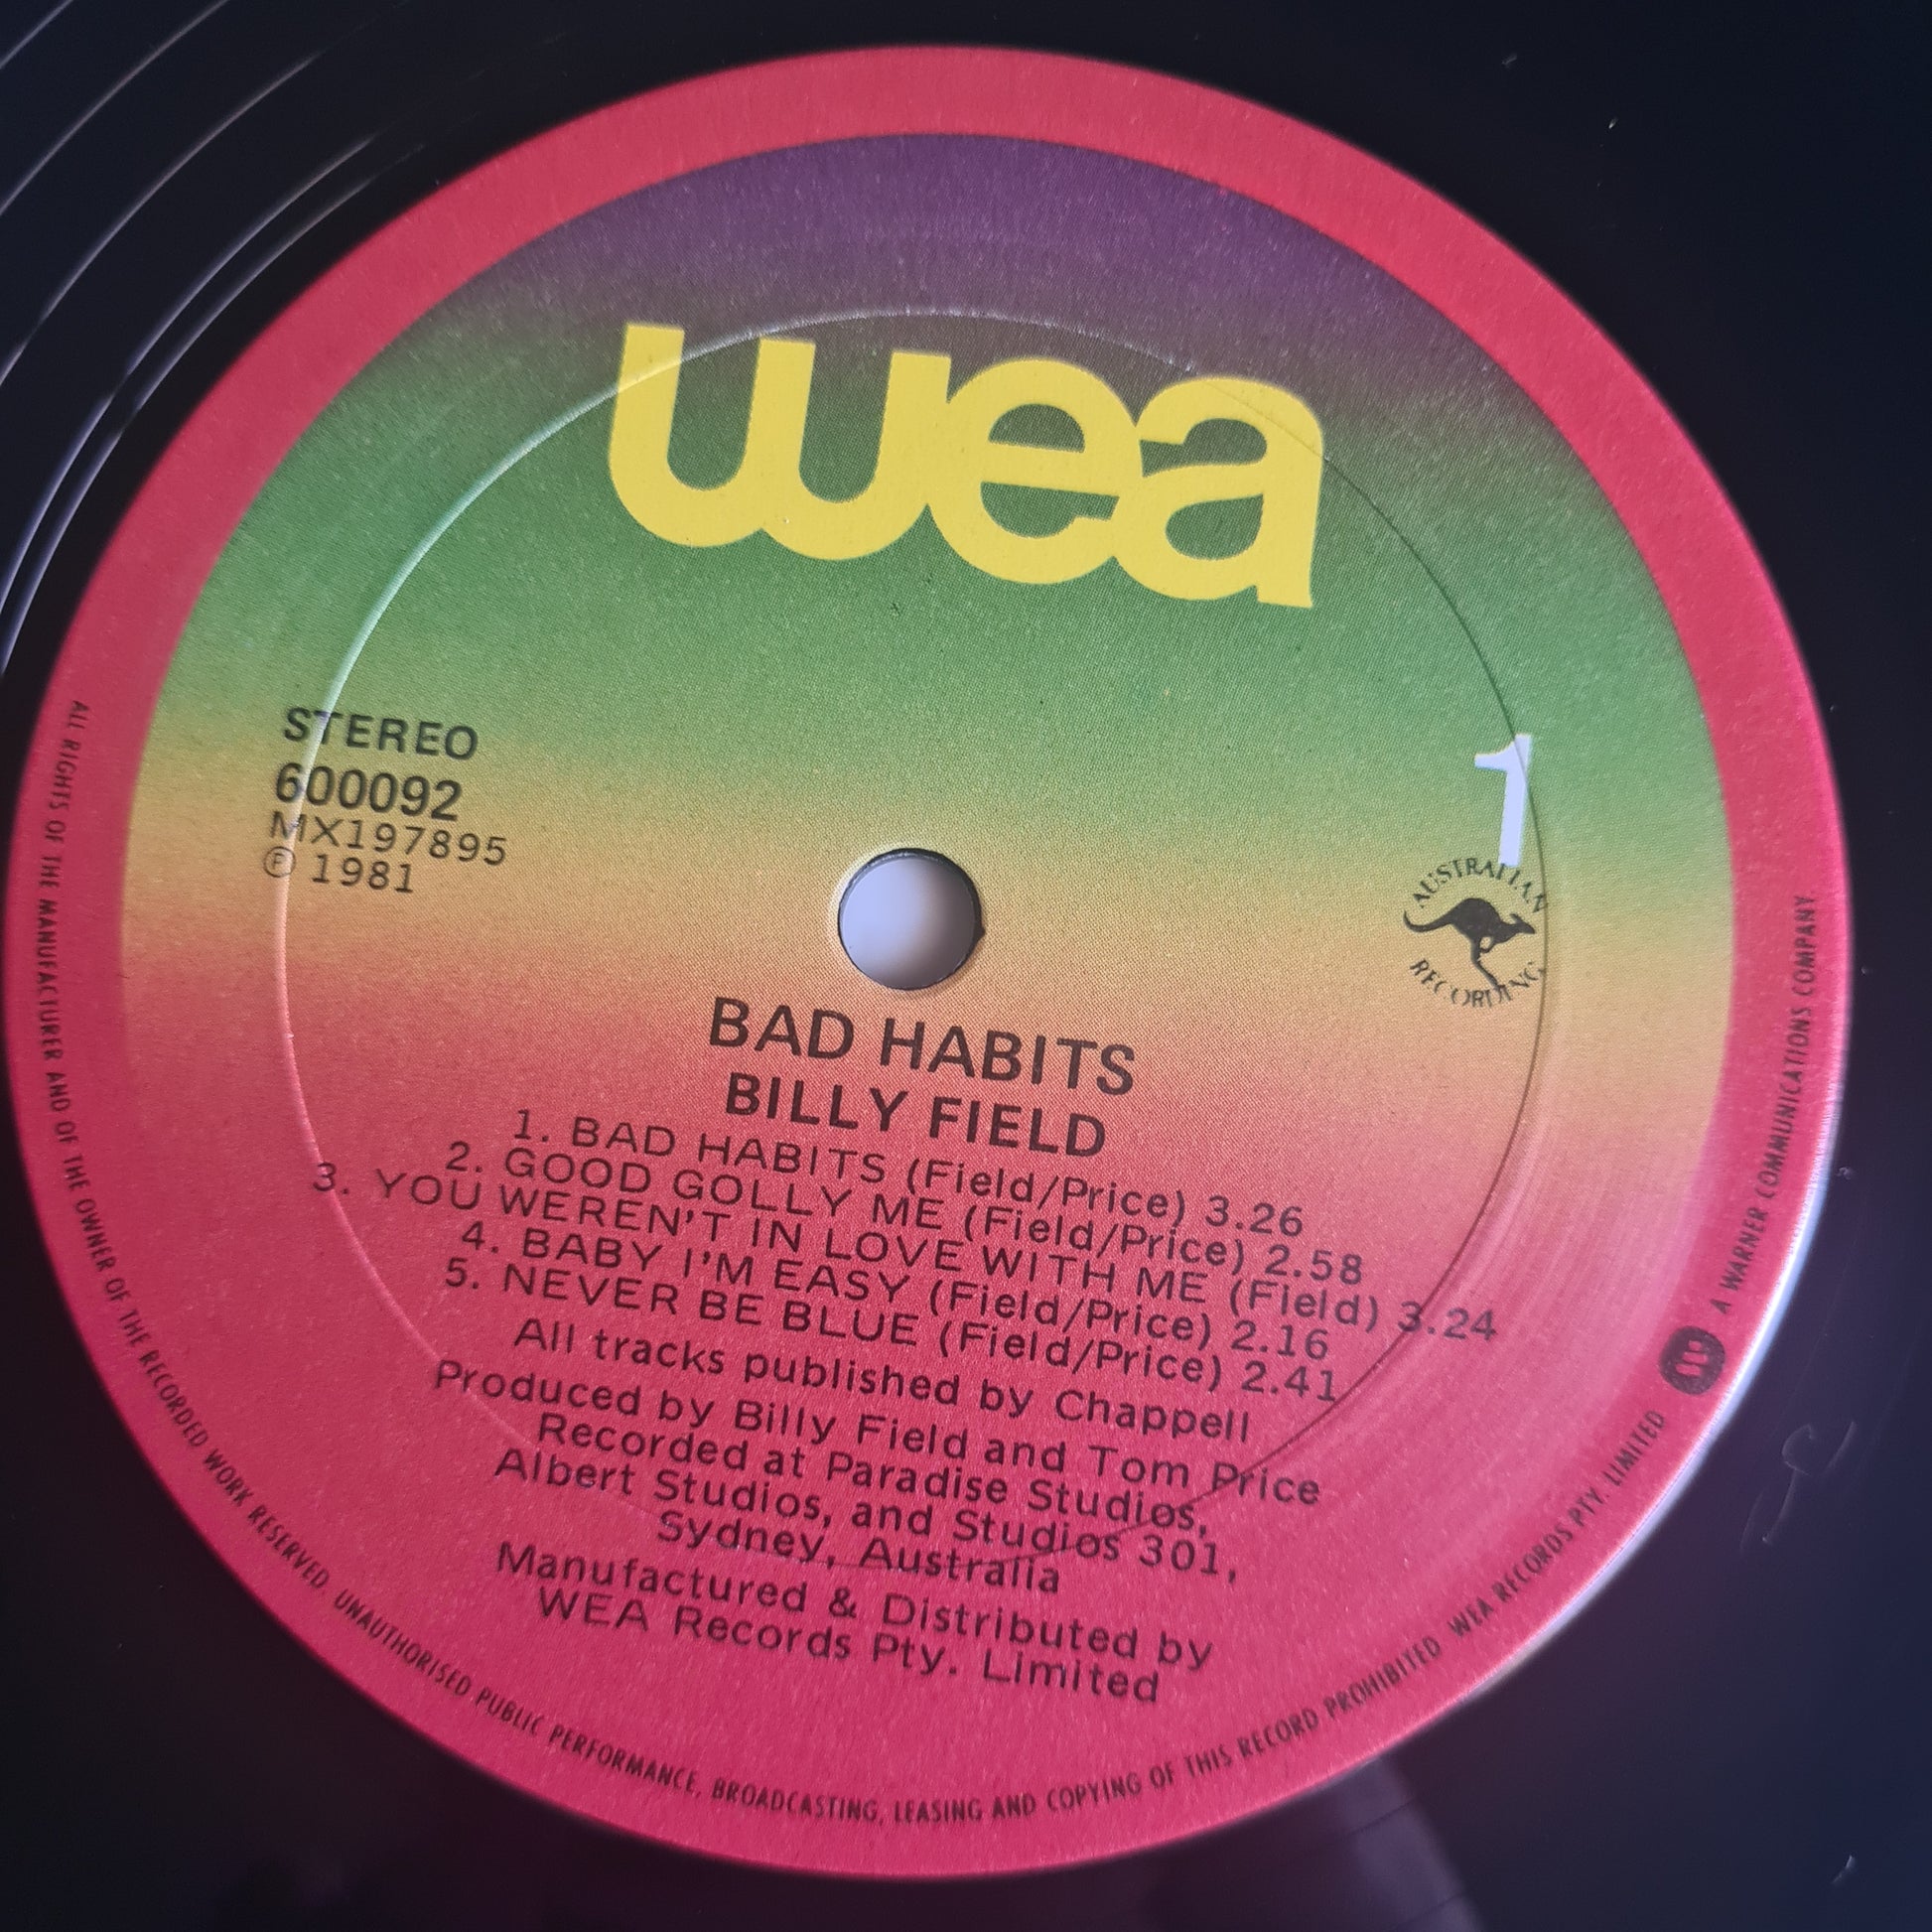 wea
STEREO
600092
MX197895
℗ 1981
1
AUSTRALIAN
RECORDING
BAD HABITS
BILLY FIELD
1. BAD HABITS (Field/Price) 3.26
2. GOOD GOLLY ME (Field/Price) 2.58
3. YOU WEREN'T IN LOVE WITH ME (Field) 3.24
4. BABY I'M EASY (Field/Price) 2.16
5. NEVER BE BLUE (Field/Price) 2.41
All tracks published by Chappell
Produced by Billy Field and Tom Price
Recorded at Paradise Studios,
Albert Studios, and Studios 301,
Sydney, Australia
Manufactured & Distributed by
WEA Records Pty. Limited
ALL RIGHTS OF THE MANUFACTURER AND OF THE OWNER OF THE RECORDED WORK RESERVED. UNAUTHORISED PUBLIC PERFORMANCE, BROADCASTING, LEASING AND COPYING OF THIS RECORD PROHIBITED WEA RECORDS PTY. LIMITED A WARNER COMMUNICATIONS COMPANY.